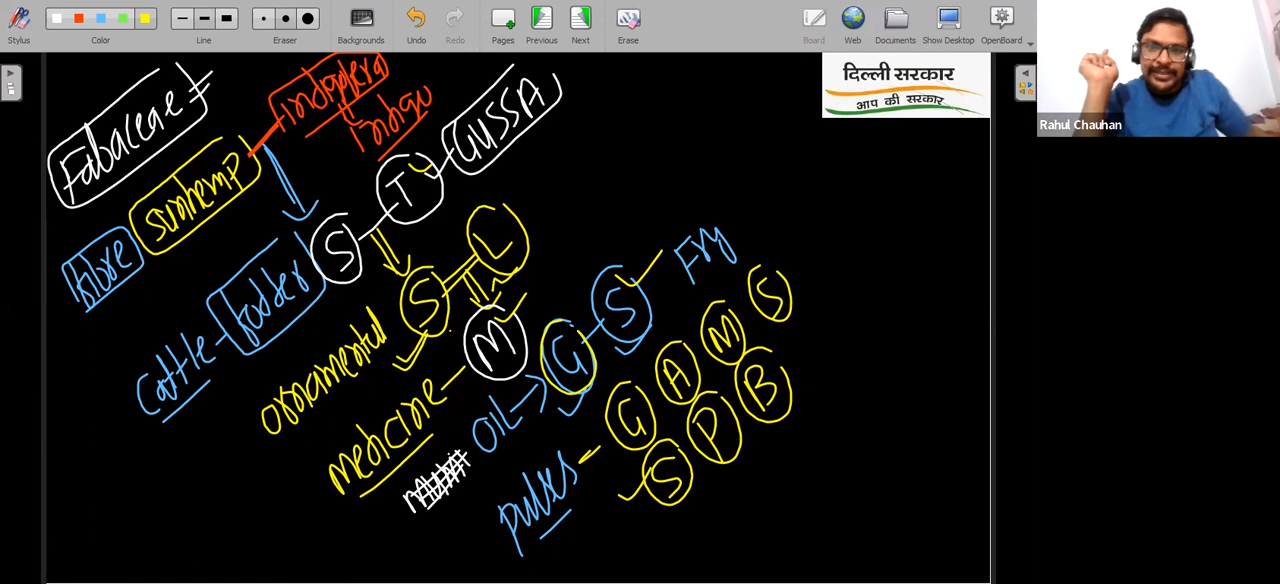 Stylus
Color
Line
Eraser
Backgrounds
Undo
Redo
Pages
Previous
Next
Erase
Board
Web
Documents
Show Desktop
OpenBoard
दिल्ली सरकार
आप की सरकार
Rahul Chauhan
Fabaceae
Indigo
GUSSA
T
sunhemp
S
fibre
L
S
Fry
cattle - fodder
S
M
G
S
ornamental
M
A
B
medicine
G
P
OIL
S
pulses